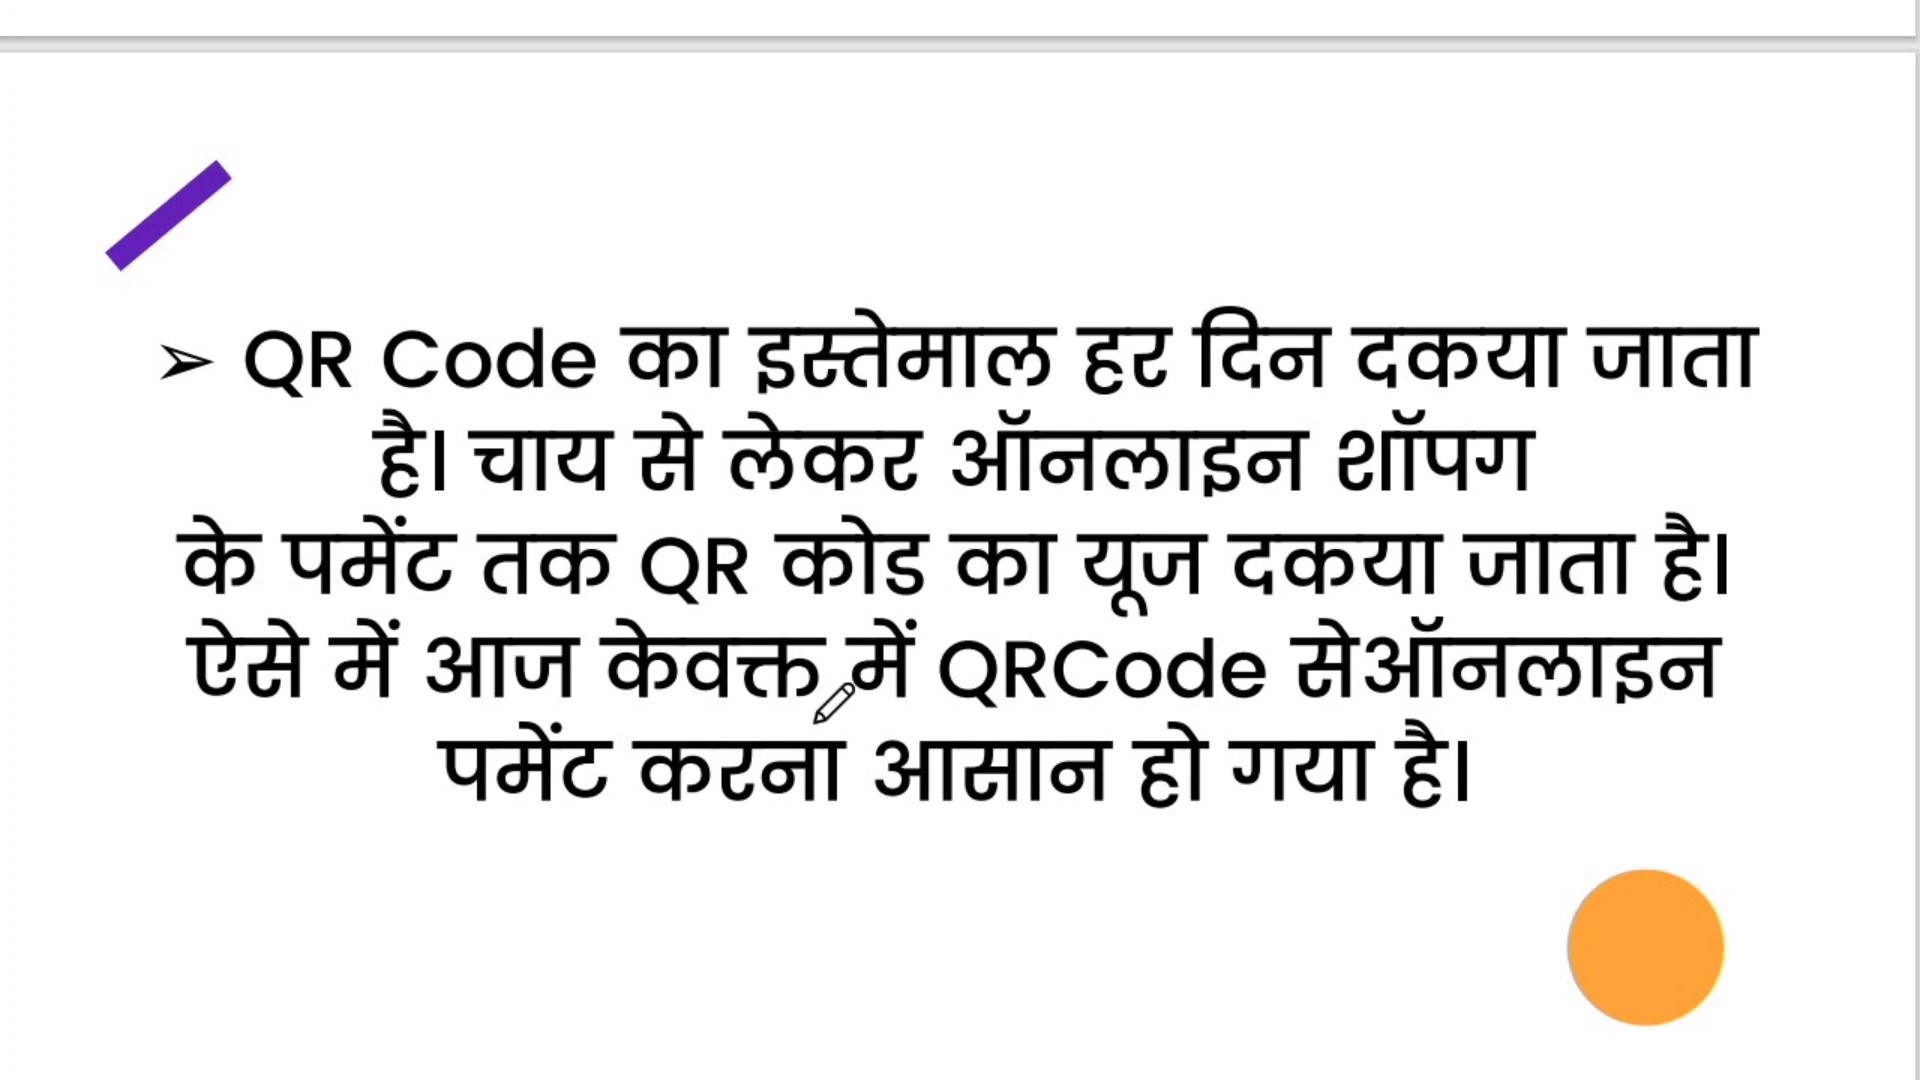 ➢ QR Code का इस्तेमाल हर दिन दकया जाता
है। चाय से लेकर ऑनलाइन शॉपग
के पमेंट तक QR कोड का यूज दकया जाता है।
ऐसे में आज केवक्त में QRCode सेऑनलाइन
पमेंट करना आसान हो गया है।